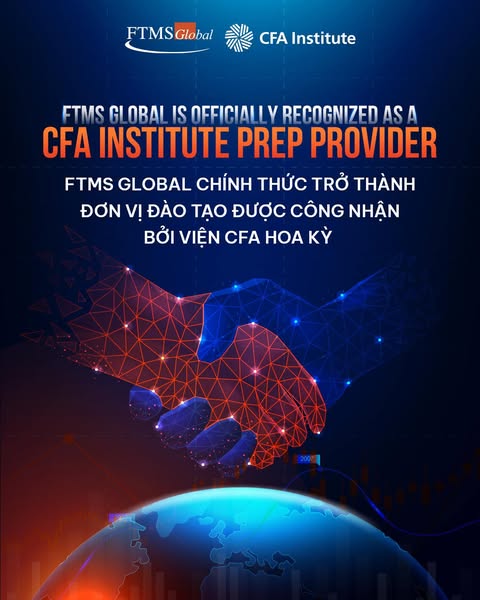 FTMS Global CFA Institute
FTMS GLOBAL IS OFFICIALLY RECOGNIZED AS A
CFA INSTITUTE PREP PROVIDER
FTMS GLOBAL CHÍNH THỨC TRỞ THÀNH
ĐƠN VỊ ĐÀO TẠO ĐƯỢC CÔNG NHẬN
BỞI VIỆN CFA HOA KỲ